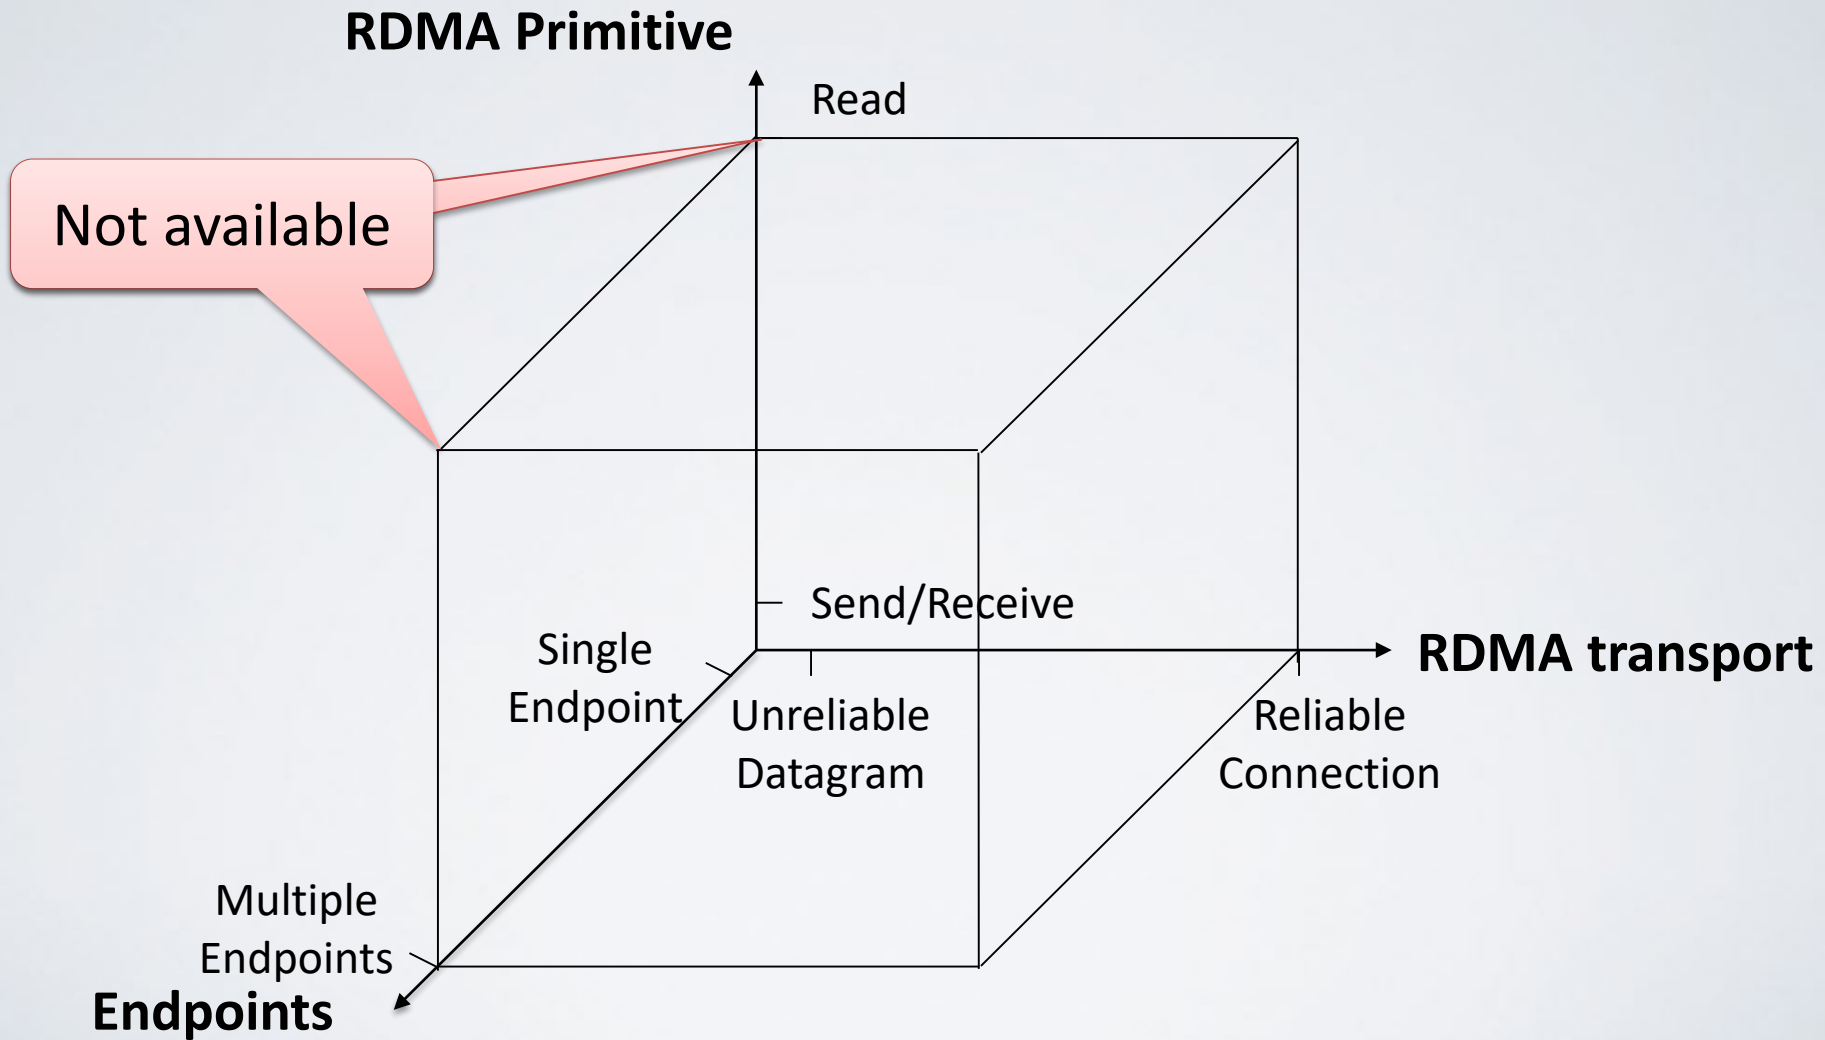 RDMA Primitive
Read
Not available
Send/Receive
Single
Endpoint
RDMA transport
Unreliable
Datagram
Reliable
Connection
Multiple
Endpoints
Endpoints